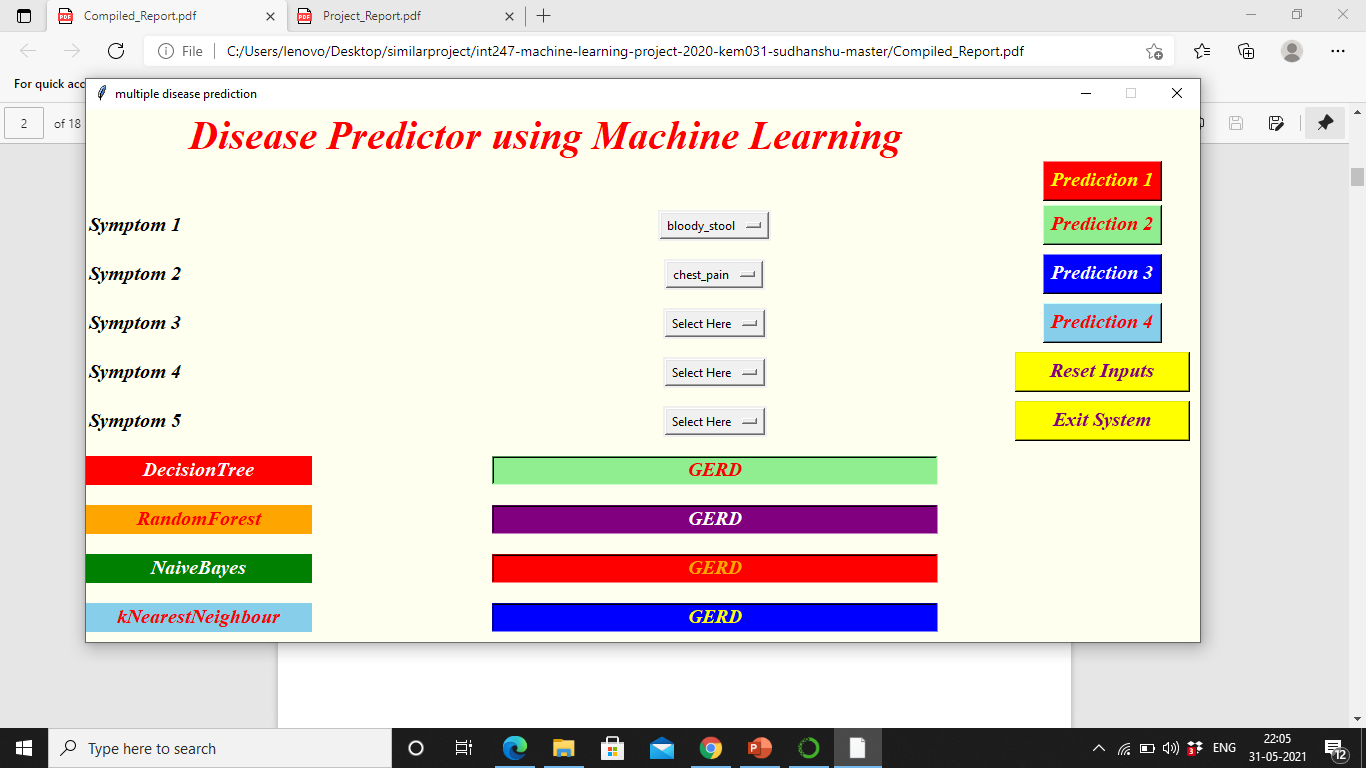 Compiled_Report.pdf
Project_Report.pdf
File
C:/Users/lenovo/Desktop/similarproject/int247-machine-learning-project-2020-kem031-sudhanshu-master/Compiled_Report.pdf
For quick acc
multiple disease prediction
2 of 18
Disease Predictor using Machine Learning
Prediction 1
Symptom 1 bloody_stool Prediction 2
Symptom 2 chest_pain Prediction 3
Symptom 3 Select Here Prediction 4
Symptom 4 Select Here Reset Inputs
Symptom 5 Select Here Exit System
DecisionTree GERD
RandomForest GERD
NaiveBayes GERD
kNearestNeighbour GERD
Type here to search
ENG
22:05
31-05-2021
3
12